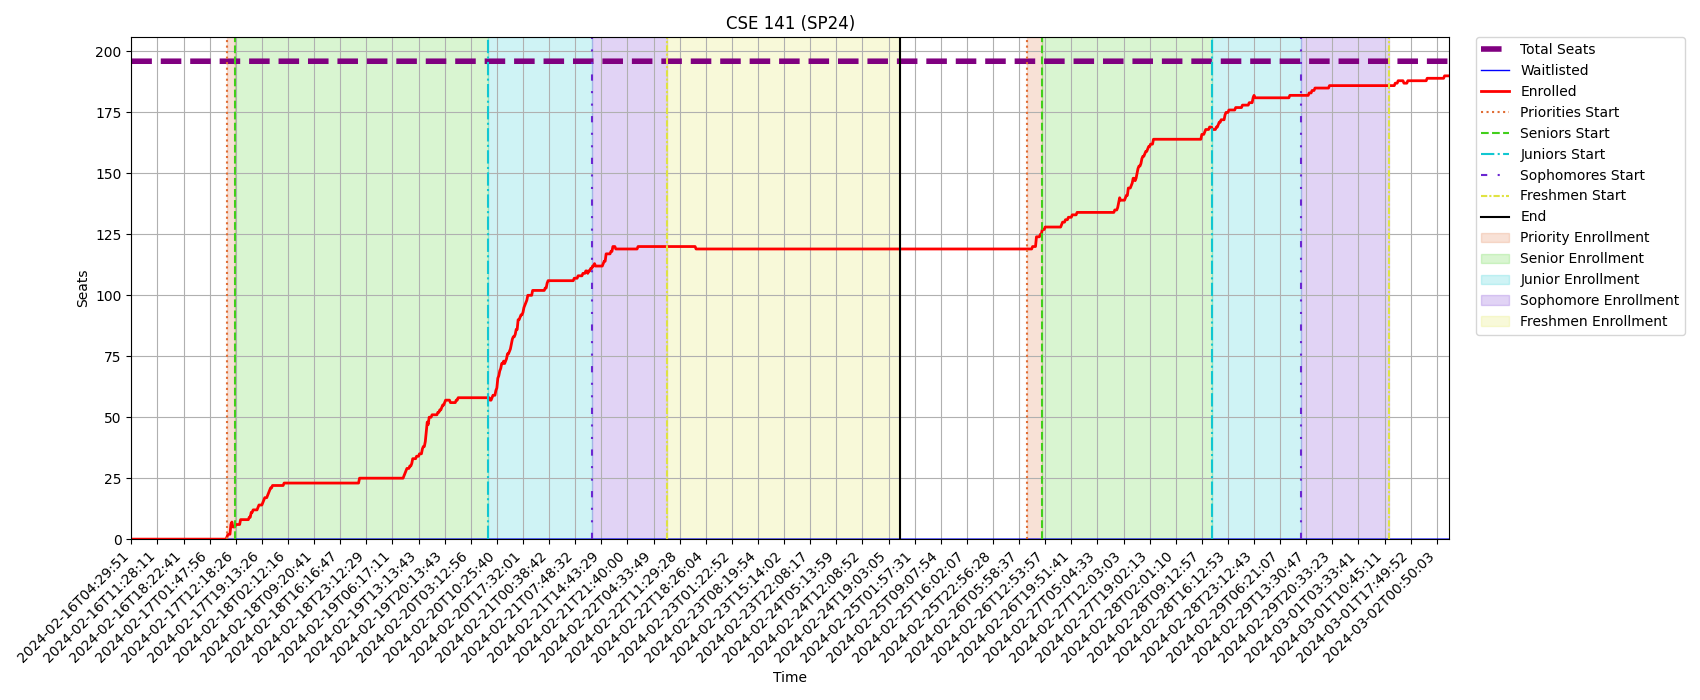 CSE 141 (SP24)
200
175
150
125
100
75
50
25
0
Seats
2024-02-16T04:29:51
2024-02-16T11:28:11
2024-02-16T18:22:41
2024-02-17T01:47:56
2024-02-17T12:18:26
2024-02-17T19:13:26
2024-02-18T02:12:16
2024-02-18T09:20:41
2024-02-18T16:16:47
2024-02-18T23:12:29
2024-02-19T06:17:11
2024-02-19T13:13:43
2024-02-19T20:13:43
2024-02-20T03:12:56
2024-02-20T10:25:40
2024-02-20T17:32:01
2024-02-21T00:38:42
2024-02-21T07:48:32
2024-02-21T14:43:29
2024-02-21T21:40:00
2024-02-22T04:33:49
2024-02-22T11:29:28
2024-02-22T18:26:04
2024-02-23T01:22:52
2024-02-23T08:19:54
2024-02-23T15:14:02
2024-02-23T22:08:17
2024-02-24T05:13:59
2024-02-24T12:08:52
2024-02-24T19:03:05
2024-02-25T01:57:31
2024-02-25T09:07:54
2024-02-25T16:02:07
2024-02-25T22:56:28
2024-02-26T05:58:37
2024-02-26T12:53:57
2024-02-26T19:51:41
2024-02-27T05:04:33
2024-02-27T12:03:03
2024-02-27T19:02:13
2024-02-28T02:01:10
2024-02-28T09:12:57
2024-02-28T16:12:53
2024-02-28T23:12:43
2024-02-29T06:21:07
2024-02-29T13:30:47
2024-02-29T20:33:23
2024-03-01T03:33:41
2024-03-01T10:45:11
2024-03-01T17:49:52
2024-03-02T00:50:03
Time
Total Seats
Waitlisted
Enrolled
Priorities Start
Seniors Start
Juniors Start
Sophomores Start
Freshmen Start
End
Priority Enrollment
Senior Enrollment
Junior Enrollment
Sophomore Enrollment
Freshmen Enrollment